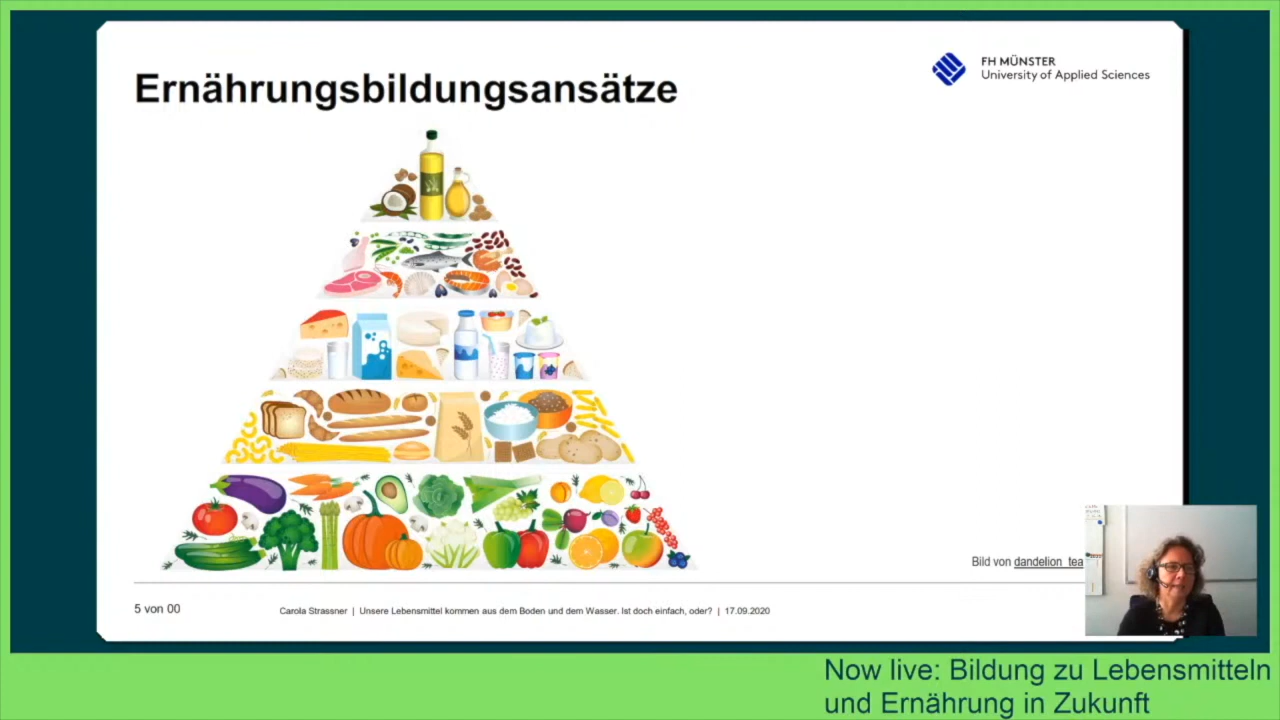 Ernährungsbildungsansätze
FH MÜNSTER
University of Applied Sciences
Bild von dandelion_tea
5 von 00
Carola Strassner | Unsere Lebensmittel kommen aus dem Boden und dem Wasser. Ist doch einfach, oder? | 17.09.2020
Now live: Bildung zu Lebensmitteln
und Ernährung in Zukunft